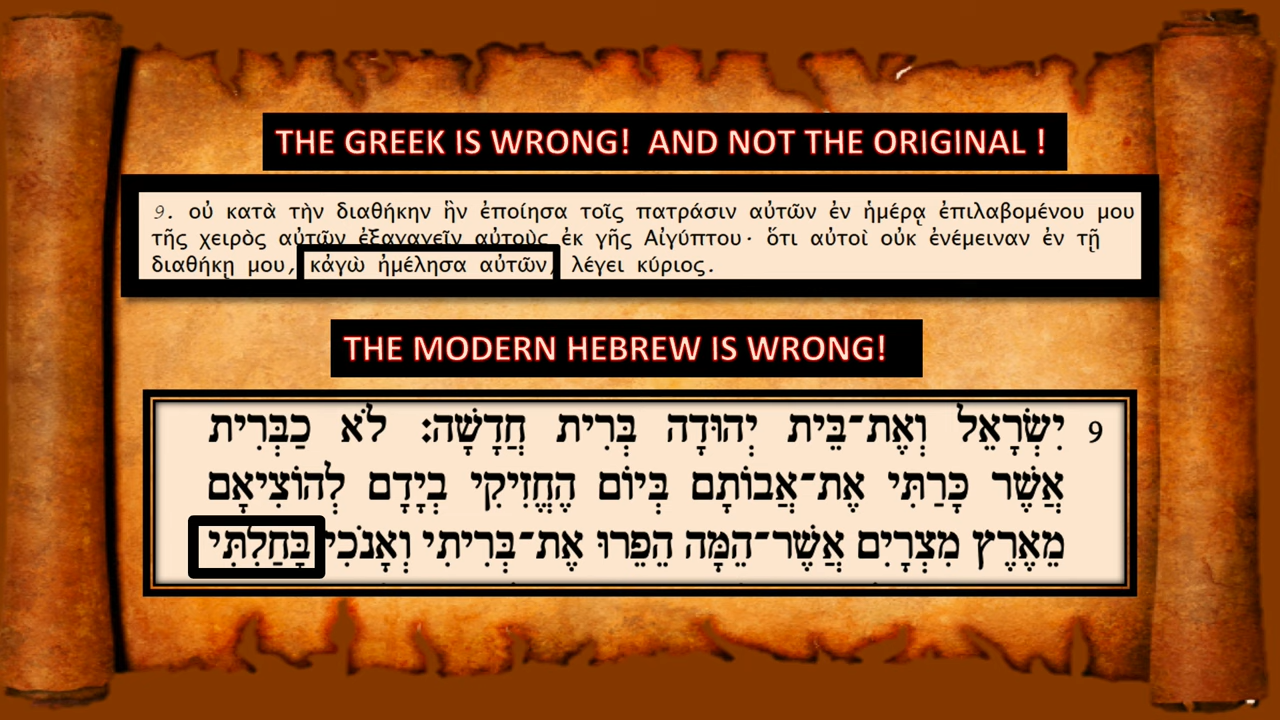 THE GREEK IS WRONG!  AND NOT THE ORIGINAL !
9. οὐ κατὰ τὴν διαθήκην ἣν ἐποίησα τοῖς πατράσιν αὐτῶν ἐν ἡμέρᾳ ἐπιλαβομένου μου
τῆς χειρὸς αὐτῶν ἐξαγαγεῖν αὐτοὺς ἐκ γῆς Αἰγύπτου· ὅτι αὐτοὶ οὐκ ἐνέμειναν ἐν τῇ
διαθήκῃ μου, κἀγὼ ἠμέλησα αὐτῶν, λέγει κύριος.
THE MODERN HEBREW IS WRONG!
9 יִשְׂרָאֵל וְאֶת־בֵּית יְהוּדָה בְּרִית חֲדָשָׁה: לֹא כַבְּרִית
אֲשֶׁר כָּרַתִּי אֶת־אֲבוֹתָם בְּיוֹם הֶחֱזִיקִי בְיָדָם לְהוֹצִיאָם
מֵאֶרֶץ מִצְרָיִם אֲשֶׁר־הֵמָּה הֵפֵרוּ אֶת־בְּרִיתִי וְאָנֹכִי בָּחַלְתִּי